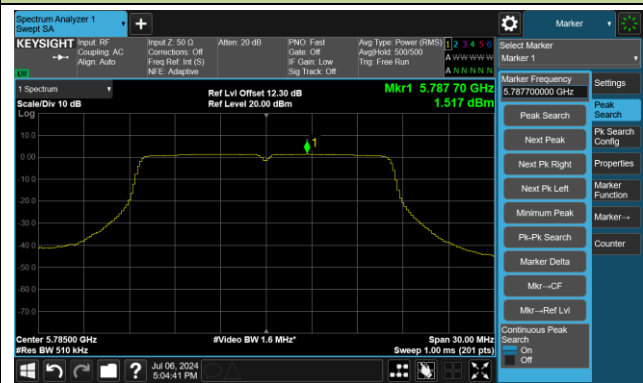 Spectrum Analyzer 1
Swept SA
Marker
KEYSIGHT
Input: RF
Coupling: AC
Align: Auto
Input Z: 50 Ω
Corrections: Off
Freq Ref: Int (S)
NFE: Adaptive
Atten: 20 dB
PNO: Fast
Gate: Off
IF Gain: Low
Sig Track: Off
Avg Type: Power (RMS)
Avg|Hold: 500/500
Trig: Free Run
1 2 3 4 5 6
A W W W W W
A N N N N N
Select Marker
Marker 1
1 Spectrum
Scale/Div 10 dB
Log
Ref Lvl Offset 12.30 dB
Ref Level 20.00 dBm
Mkr1 5.787 70 GHz
1.517 dBm
10.0
0.00
-10.0
-20.0
-30.0
-40.0
-50.0
-60.0
-70.0
1
Center 5.78500 GHz
#Res BW 510 kHz
#Video BW 1.6 MHz*
Span 30.00 MHz
Sweep 1.00 ms (201 pts)
Marker Frequency
5.787700000 GHz
Peak Search
Next Peak
Next Pk Right
Next Pk Left
Minimum Peak
Pk-Pk Search
Marker Delta
Mkr→CF
Mkr→Ref Lvl
Continuous Peak
Search
On
Off
Settings
Peak
Search
Pk Search
Config
Properties
Marker
Function
Marker→
Counter
Jul 06, 2024
5:04:41 PM